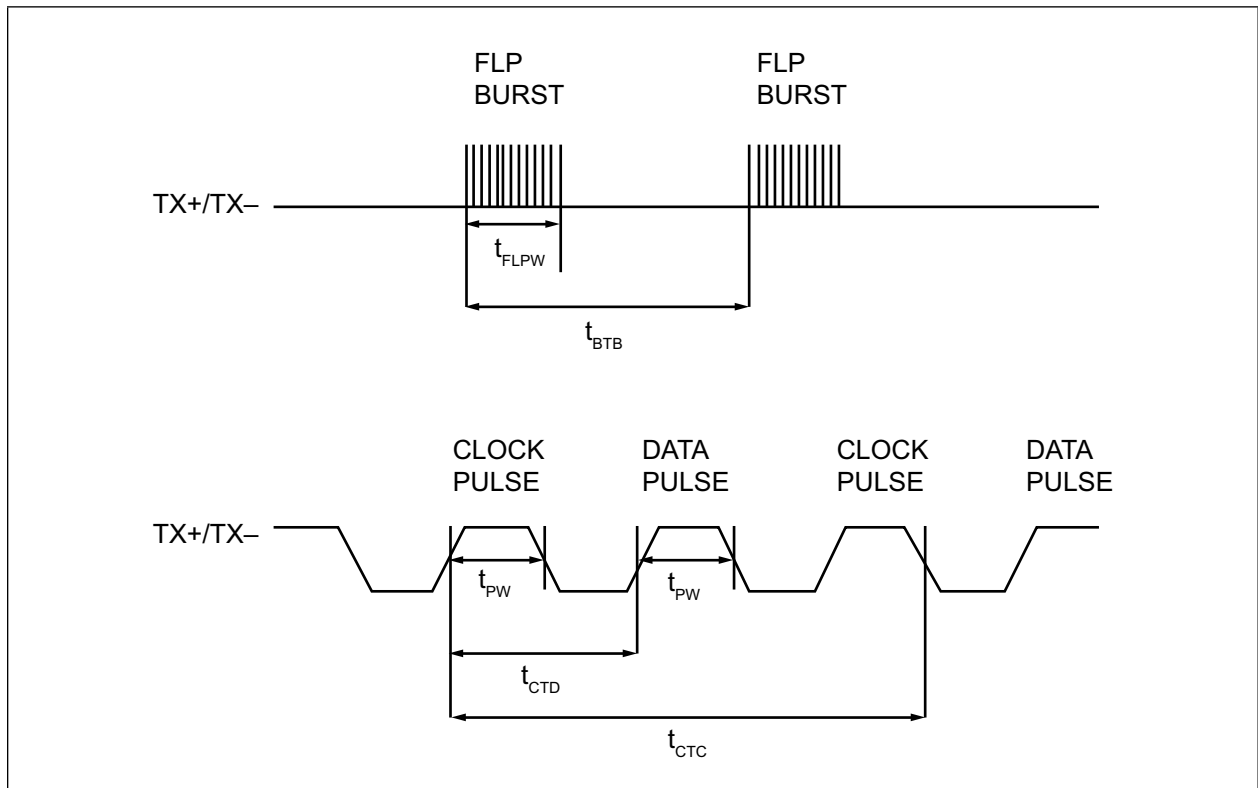 FLP
BURST
FLP
BURST
TX+/TX–
tFLPW
tBTB
CLOCK
PULSE
DATA
PULSE
CLOCK
PULSE
DATA
PULSE
TX+/TX–
tPW
tPW
tCTD
tCTC